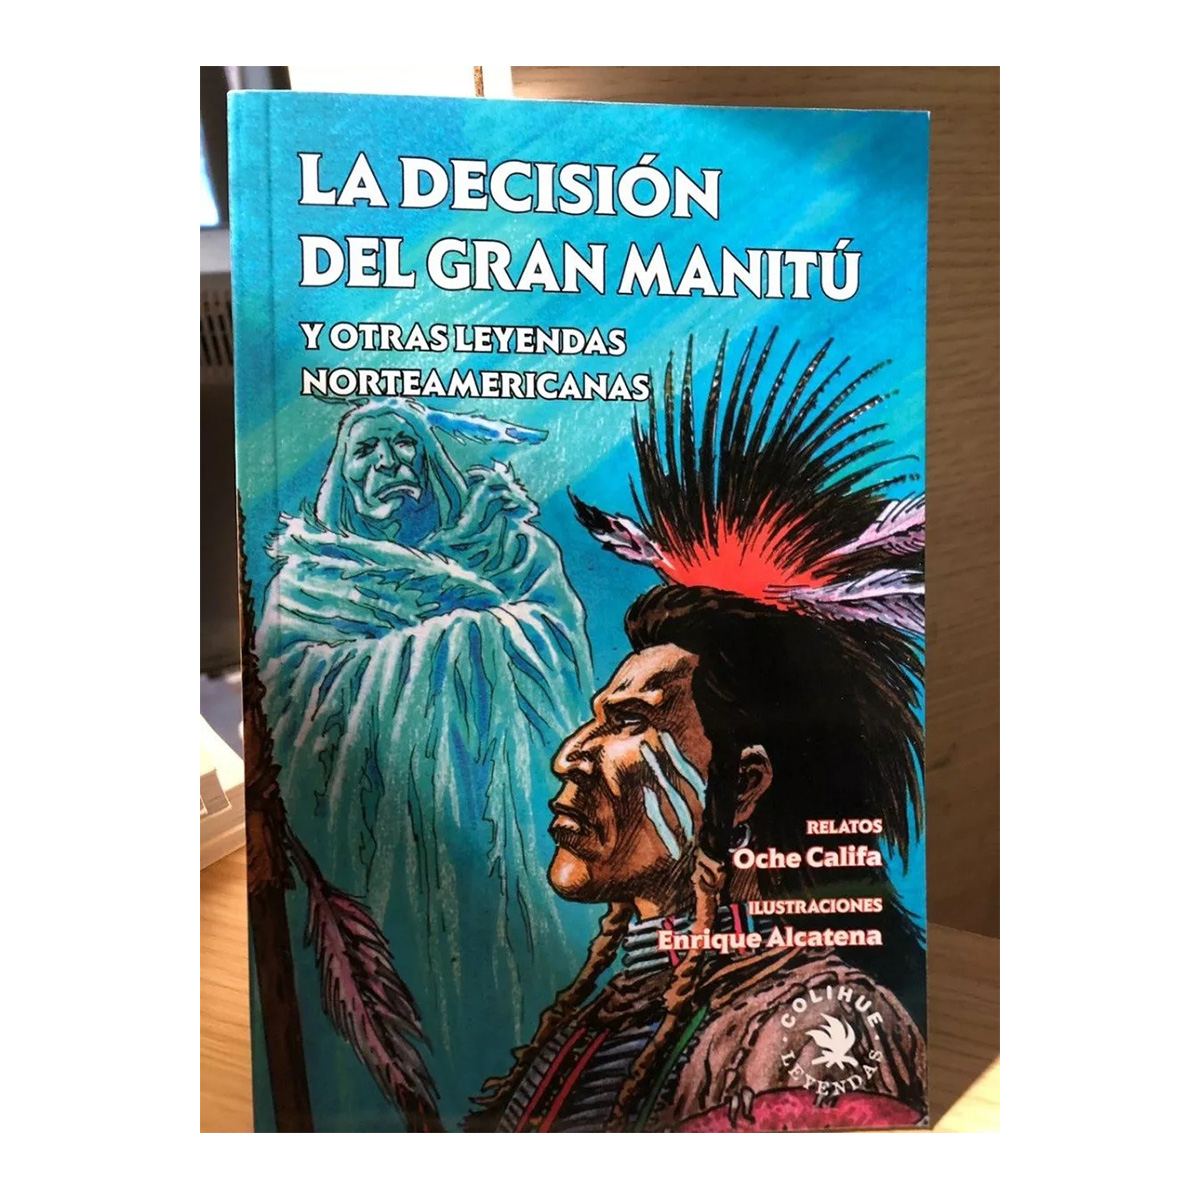 LA DECISIÓN
DEL GRAN MANITÚ
Y OTRAS LEYENDAS
NORTEAMERICANAS
RELATOS
Oche Califa
ILUSTRACIONES
Enrique Alcatena
COLIHUE
LEYENDAS